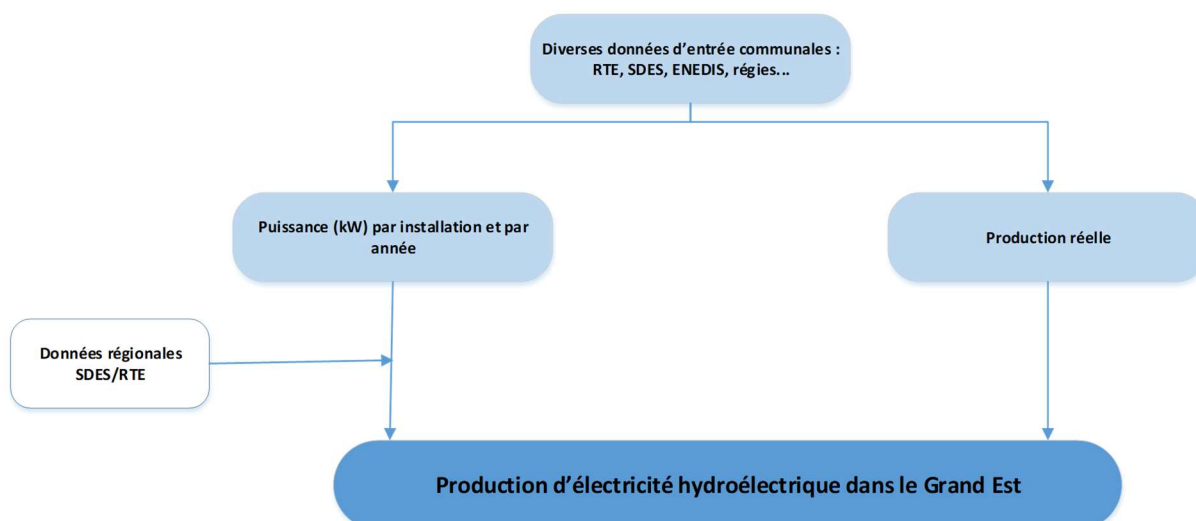 Diverses données d’entrée communales :
RTE, SDES, ENEDIS, régies...
Puissance (kW) par installation et par
année
Production réelle
Données régionales
SDES/RTE
Production d’électricité hydroélectrique dans le Grand Est